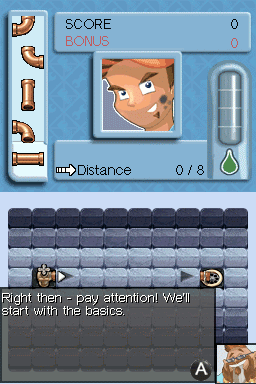 SCORE 0
BONUS 0
Distance 0 / 8
Right then - pay attention! We'll
start with the basics.
A